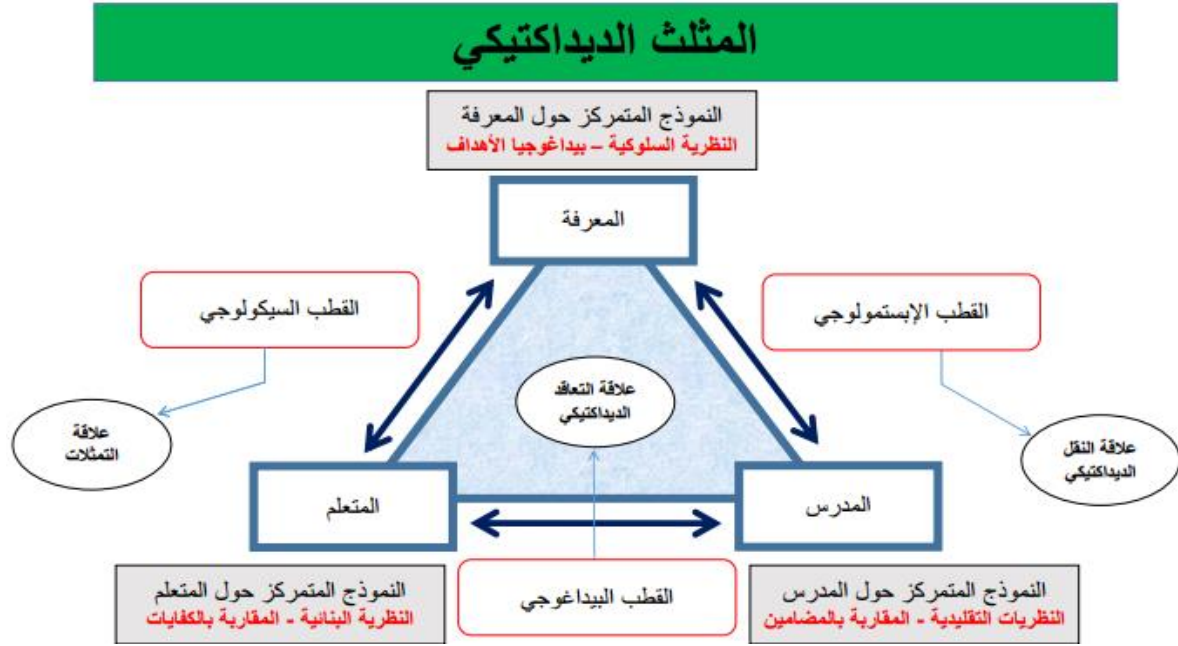 المثلث الديداكتيكي
النموذج المتمركز حول المعرفة
النظرية السلوكية – بيداغوجيا الأهداف
المعرفة
القطب الإبستمولوجي
القطب السيكولوجي
علاقة التعاقد
الديداكتيكي
علاقة النقل
الديداكتيكي
علاقة
التمثلات
المدرس
المتعلم
النموذج المتمركز حول المدرس
النظريات التقليدية - المقاربة بالمضامين
القطب البيداغوجي
النموذج المتمركز حول المتعلم
النظرية البنائية - المقاربة بالكفايات